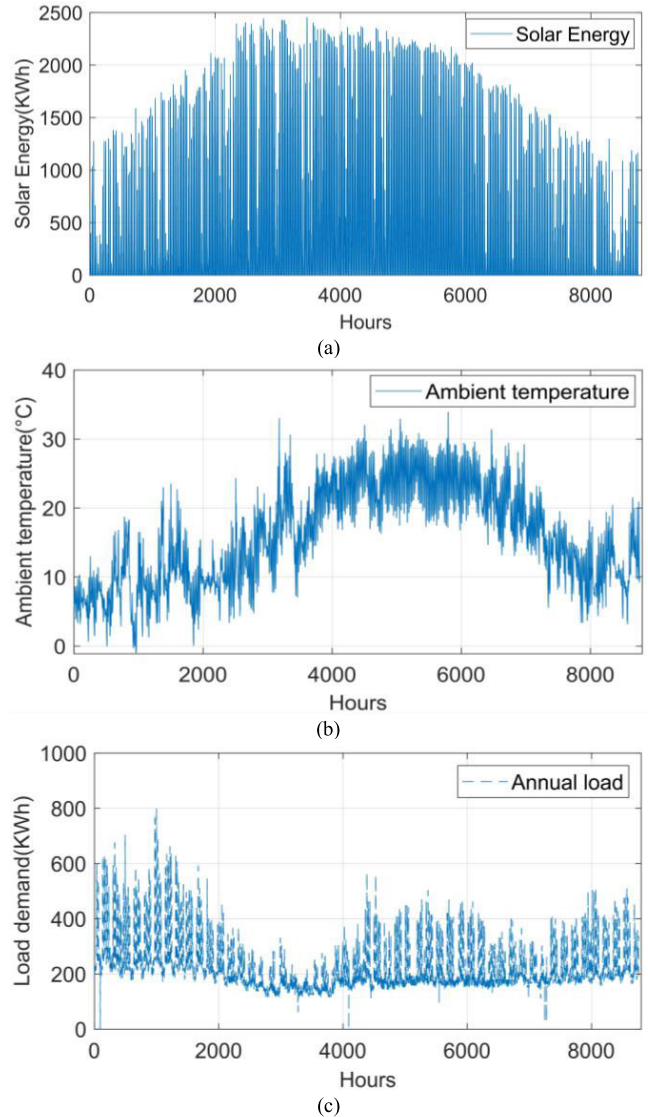 2500
2000
1500
1000
500
0
Solar Energy(KWh)
Solar Energy
0 2000 4000 6000 8000
Hours
(a)
40
30
20
10
0
Ambient temperature(°C)
Ambient temperature
0 2000 4000 6000 8000
Hours
(b)
1000
800
600
400
200
0
Load demand(KWh)
Annual load
0 2000 4000 6000 8000
Hours
(c)